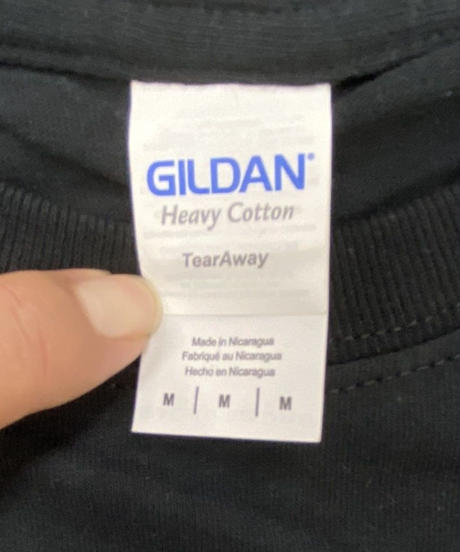 GILDAN®
Heavy Cotton
TearAway
Made in Nicaragua
Fabriqué au Nicaragua
Hecho en Nicaragua
M | M | M